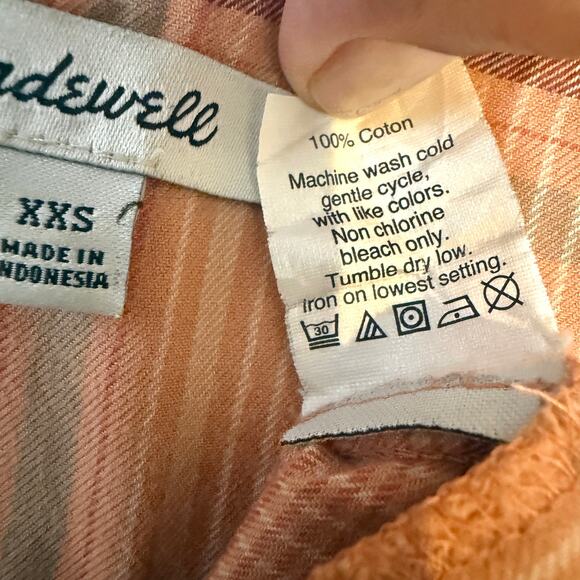 adewell
XXS
MADE IN
INDONESIA
100% Coton
Machine wash cold
gentle cycle,
with like colors.
Non chlorine
bleach only.
Tumble dry low.
Iron on lowest setting.
30